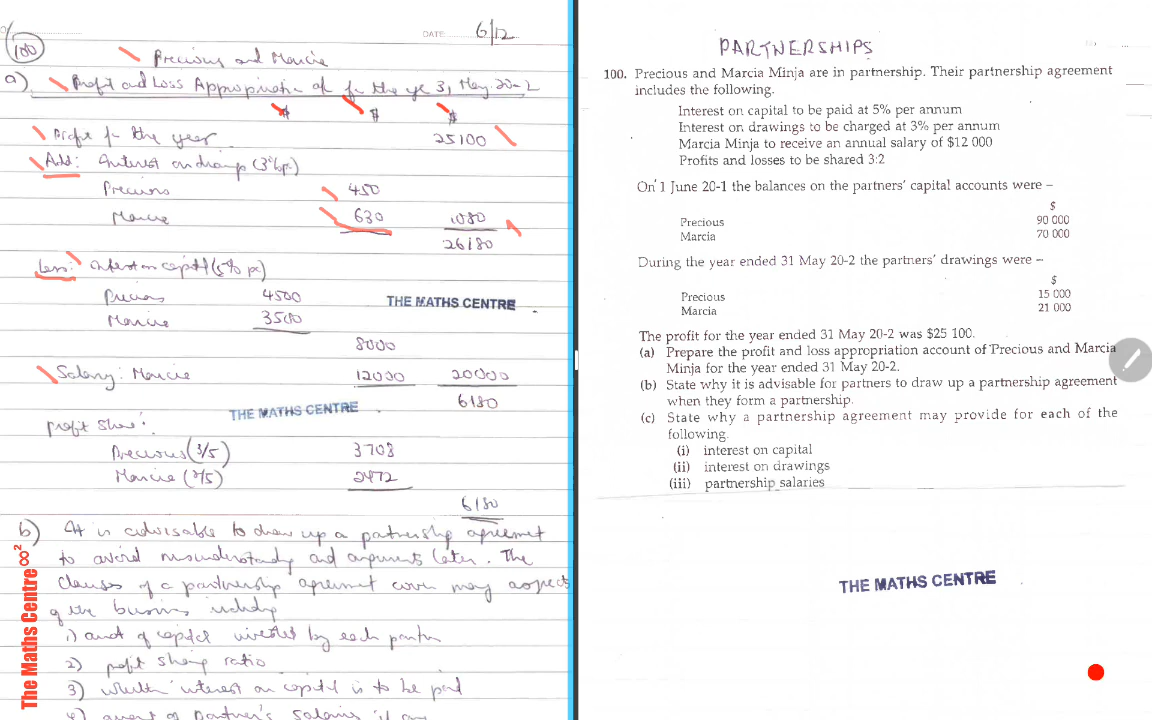 DATE 6/12
(100)
Precious and Marcia
a) Profit and Loss Appropriation a/c for the ye 31 May 20-2
$ $ $
Profit for the year 25100
Add: Interest on drawings (3% pc)
Precious 450
Marcia 630 1080
26180
Less: Interest on capital (5% pc)
Precious 4500
Marcia 3500
8000
Salary: Marcia 12000 20000
6180
Profit Share:
Precious (3/5) 3708
Marcia (2/5) 2472
6180
b) It is advisable to draw up a partnership agreement
to avoid misunderstanding and arguments later. The
clauses of a partnership agreement cover many aspects
of the business including
1) amt of capital invested by each partner
2) profit sharing ratio
3) whether interest on capital is to be paid
4) amount of partner's salaries if any
THE MATHS CENTRE
THE MATHS CENTRE
The Maths Centre ∞²
PARTNERSHIPS
100. Precious and Marcia Minja are in partnership. Their partnership agreement
includes the following.
Interest on capital to be paid at 5% per annum
Interest on drawings to be charged at 3% per annum
Marcia Minja to receive an annual salary of $12 000
Profits and losses to be shared 3:2
On 1 June 20-1 the balances on the partners' capital accounts were –
$
Precious 90 000
Marcia 70 000
During the year ended 31 May 20-2 the partners' drawings were –
$
Precious 15 000
Marcia 21 000
The profit for the year ended 31 May 20-2 was $25 100.
(a) Prepare the profit and loss appropriation account of Precious and Marcia
Minja for the year ended 31 May 20-2.
(b) State why it is advisable for partners to draw up a partnership agreement
when they form a partnership.
(c) State why a partnership agreement may provide for each of the
following.
(i) interest on capital
(ii) interest on drawings
(iii) partnership salaries
THE MATHS CENTRE